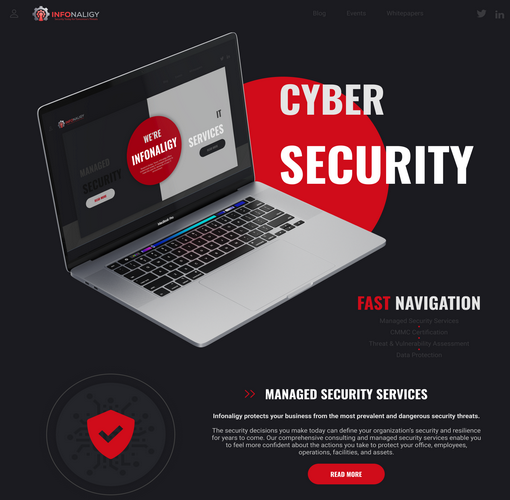 INFONALIGY
Blog
Events
Whitepapers
CYBER
SECURITY
WE'RE
INFONALIGY
IT
SERVICES
MANAGED
SECURITY
READ MORE
MacBook Pro
FAST NAVIGATION
Managed Security Services
CMMC Certification
Threat & Vulnerability Assessment
Data Protection
MANAGED SECURITY SERVICES
Infonaligy protects your business from the most prevalent and dangerous security threats.
The security decisions you make today can define your organization's security and resilience
for years to come. Our comprehensive consulting and managed security services enable you
to feel more confident about the actions you take to protect your office, employees,
operations, facilities, and assets.
READ MORE